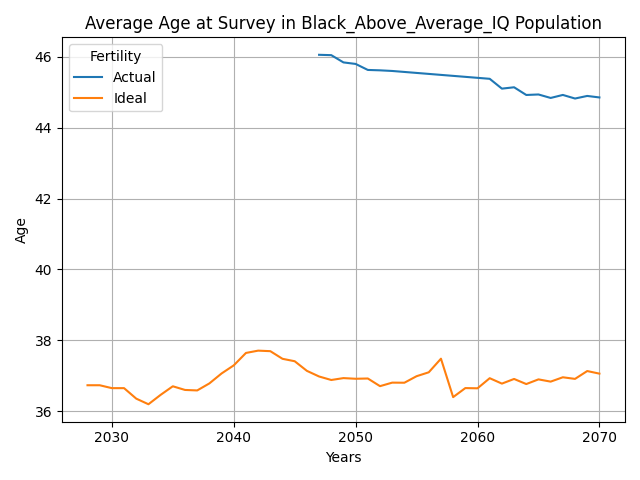 Average Age at Survey in Black_Above_Average_IQ Population
Fertility
Actual
Ideal
Age
46
44
42
40
38
36
2030
2040
2050
2060
2070
Years